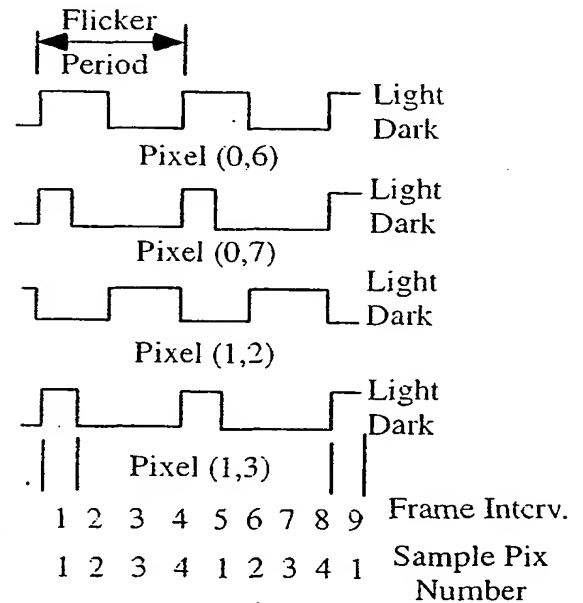 Flicker
Period
Light
Dark
Pixel (0,6)
Light
Dark
Pixel (0,7)
Light
Dark
Pixel (1,2)
Light
Dark
Pixel (1,3)
1 2 3 4 5 6 7 8 9 Frame Intcrv.
1 2 3 4 1 2 3 4 1 Sample Pix
Number